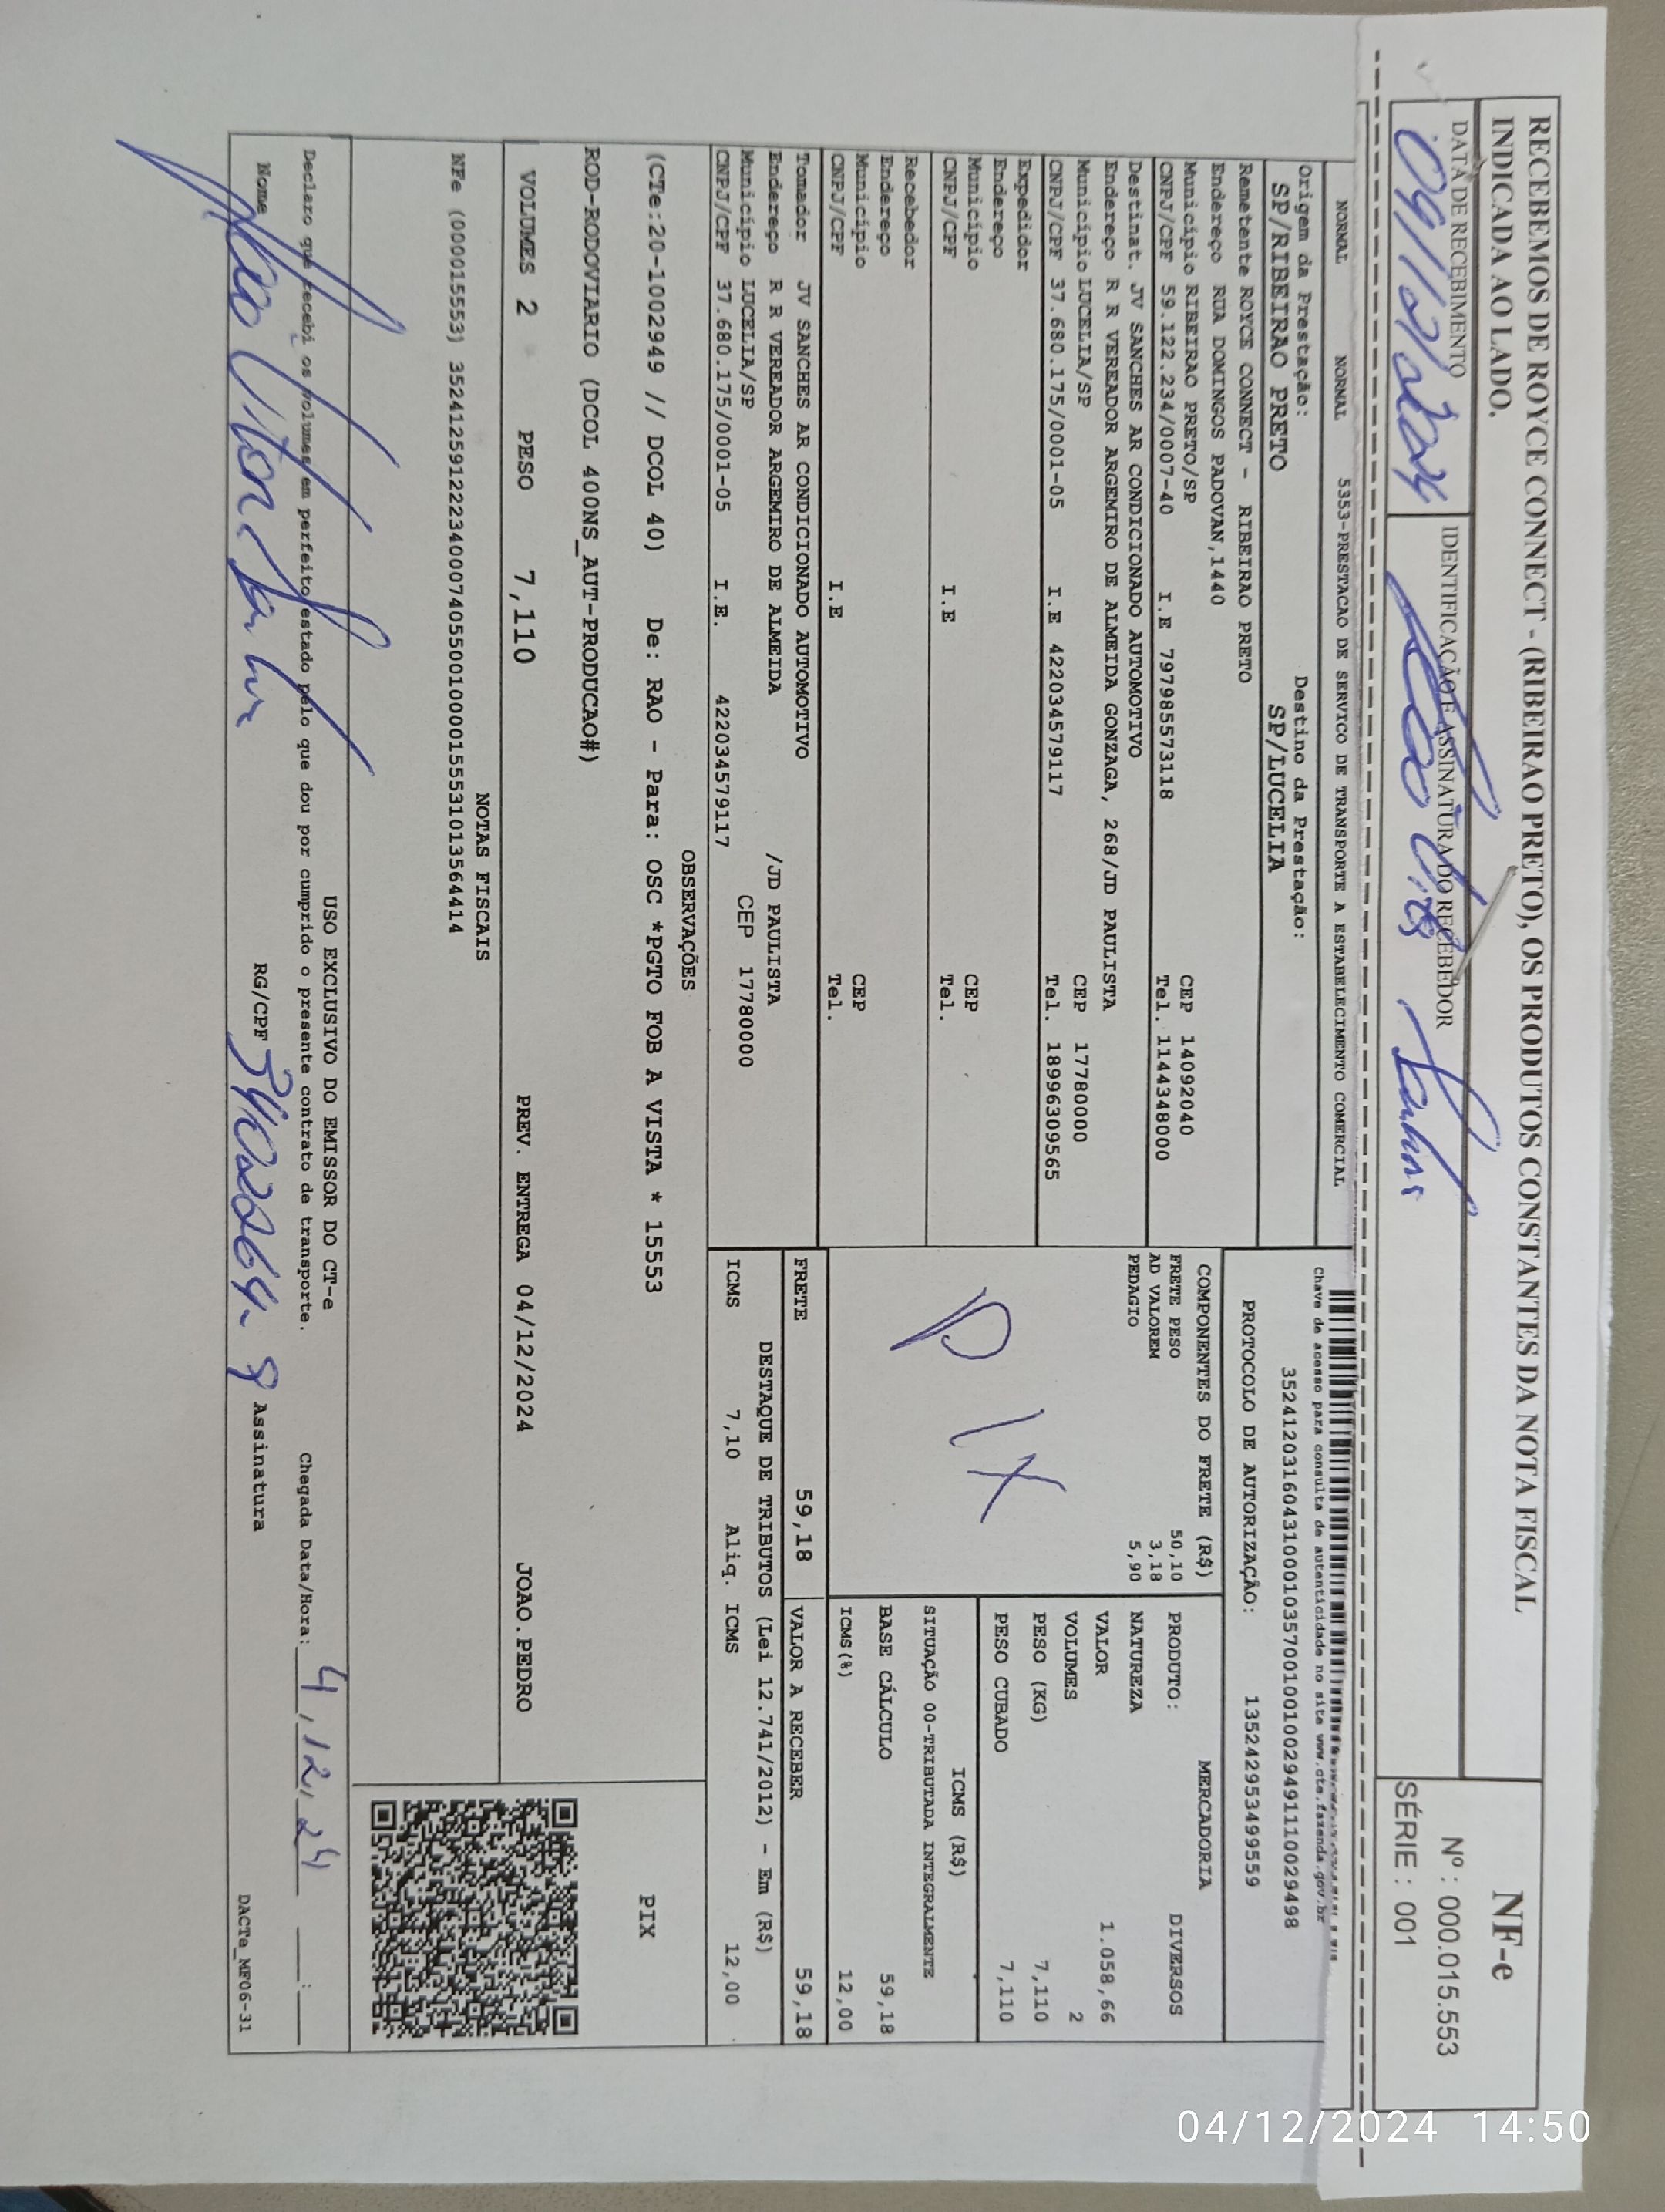 RECEBEMOS DE ROYCE CONNECT - (RIBEIRAO PRETO), OS PRODUTOS CONSTANTES DA NOTA FISCAL
INDICADA AO LADO.
DATA DE RECEBIMENTO
IDENTIFICAÇÃO E ASSINATURA DO RECEBEDOR
NF-e
Nº : 000.015.553
SÉRIE : 001
NORMAL NORMAL 5353-PRESTACAO DE SERVICO DE TRANSPORTE A ESTABELECIMENTO COMERCIAL
Chave de acesso para consulta de autenticidade no site www.cte.fazenda.gov.br
35241203160431000103570010010029491110029498
PROTOCOLO DE AUTORIZAÇÃO: 135242953499559
Origem da Prestação: Destino da Prestação:
SP/RIBEIRAO PRETO SP/LUCELIA
Remetente ROYCE CONNECT - RIBEIRAO PRETO
Endereço RUA DOMINGOS PADOVAN,1440
Município RIBEIRAO PRETO/SP CEP 14092040
CNPJ/CPF 59.122.234/0007-40 I.E 797985573118 Tel. 1144348000
Destinat. JV SANCHES AR CONDICIONADO AUTOMOTIVO
Endereço R R VEREADOR ARGEMIRO DE ALMEIDA GONZAGA, 268/JD PAULISTA
Município LUCELIA/SP CEP 17780000
CNPJ/CPF 37.680.175/0001-05 I.E 422034579117 Tel. 18996309565
Expedidor
Endereço
Município CEP
CNPJ/CPF I.E Tel.
Recebedor
Endereço
Município CEP
CNPJ/CPF I.E Tel.
Tomador JV SANCHES AR CONDICIONADO AUTOMOTIVO
Endereço R R VEREADOR ARGEMIRO DE ALMEIDA /JD PAULISTA
Município LUCELIA/SP CEP 17780000
CNPJ/CPF 37.680.175/0001-05 I.E. 422034579117
COMPONENTES DO FRETE (R$)
FRETE PESO 50,10
AD VALOREM 3,18
PEDAGIO 5,90
PIX
MERCADORIA
PRODUTO: DIVERSOS
NATUREZA
VALOR 1.058,66
VOLUMES 2
PESO (KG) 7,110
PESO CUBADO 7,110
ICMS (R$)
SITUAÇÃO 00-TRIBUTADA INTEGRALMENTE
BASE CÁLCULO 59,18
ICMS(%) 12,00
FRETE 59,18 VALOR A RECEBER 59,18
DESTAQUE DE TRIBUTOS (Lei 12.741/2012) - Em (R$)
ICMS 7,10 Aliq. ICMS 12,00
OBSERVAÇÕES
(CTe:20-1002949 // DCOL 40) De: RAO - Para: OSC *PGTO FOB A VISTA * 15553
ROD-RODOVIARIO (DCOL 400NS_AUT-PRODUCAO#)
PIX
VOLUMES 2 PESO 7,110 PREV. ENTREGA 04/12/2024 JOAO.PEDRO
NOTAS FISCAIS
NFe (000015553) 35241259122234000740550010000155531013564414
USO EXCLUSIVO DO EMISSOR DO CT-e
Declaro que recebi os volumes em perfeito estado pelo que dou por cumprido o presente contrato de transporte. Chegada Data/Hora: 4/12/24 :
Nome RG/CPF Assinatura
DACTe_MF06-31
04/12/2024 14:50